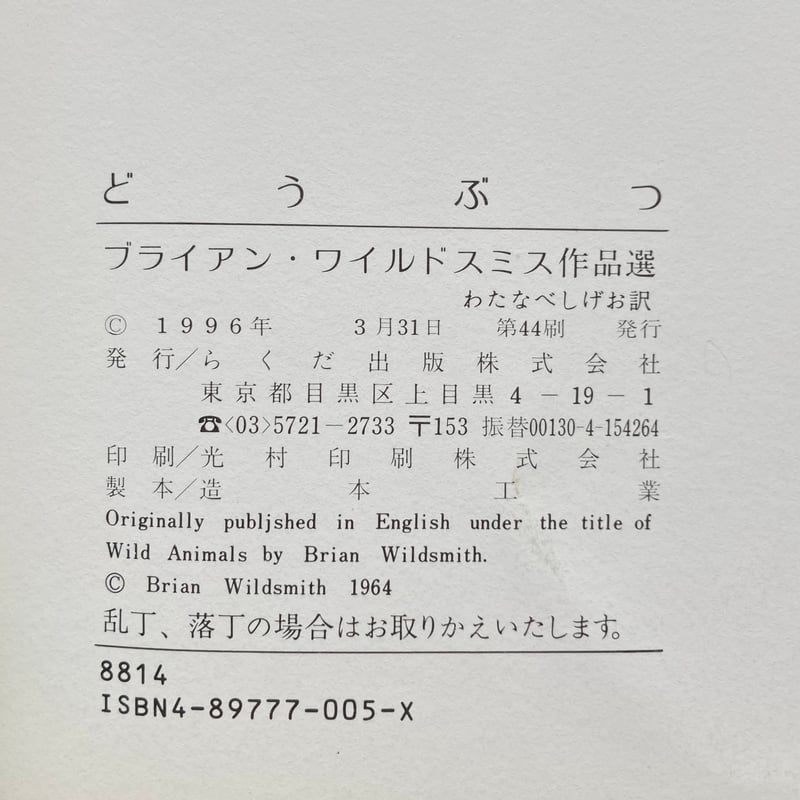 どうぶつ
ブライアン・ワイルドスミス作品選
わたなべしげお訳
© 1996年 3月31日 第44刷 発行
発行/らくだ出版株式会社
東京都目黒区上目黒4-19-1
☎<03>5721-2733 〒153 振替00130-4-154264
印刷/光村印刷株式会社
製本/造本工業
Originally publjshed in English under the title of
Wild Animals by Brian Wildsmith.
© Brian Wildsmith 1964
乱丁、落丁の場合はお取りかえいたします。
8814
ISBN4-89777-005-X